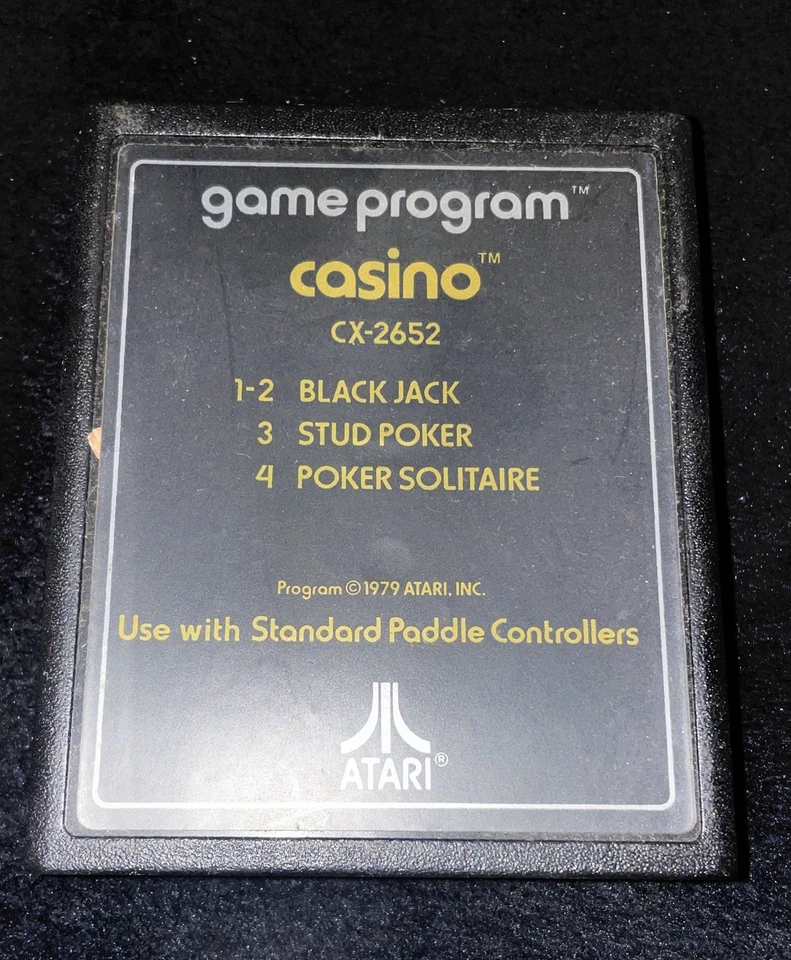 game program™
casino™
CX-2652
1-2 BLACK JACK
3 STUD POKER
4 POKER SOLITAIRE
Program © 1979 ATARI, INC.
Use with Standard Paddle Controllers
ATARI®